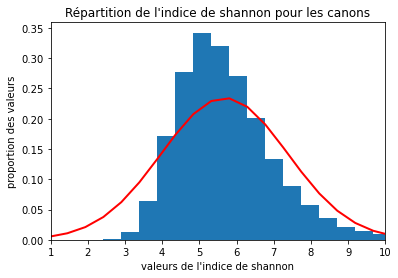 Répartition de l'indice de shannon pour les canons
proportion des valeurs
0.35
0.30
0.25
0.20
0.15
0.10
0.05
0.00
1 2 3 4 5 6 7 8 9 10
valeurs de l'indice de shannon